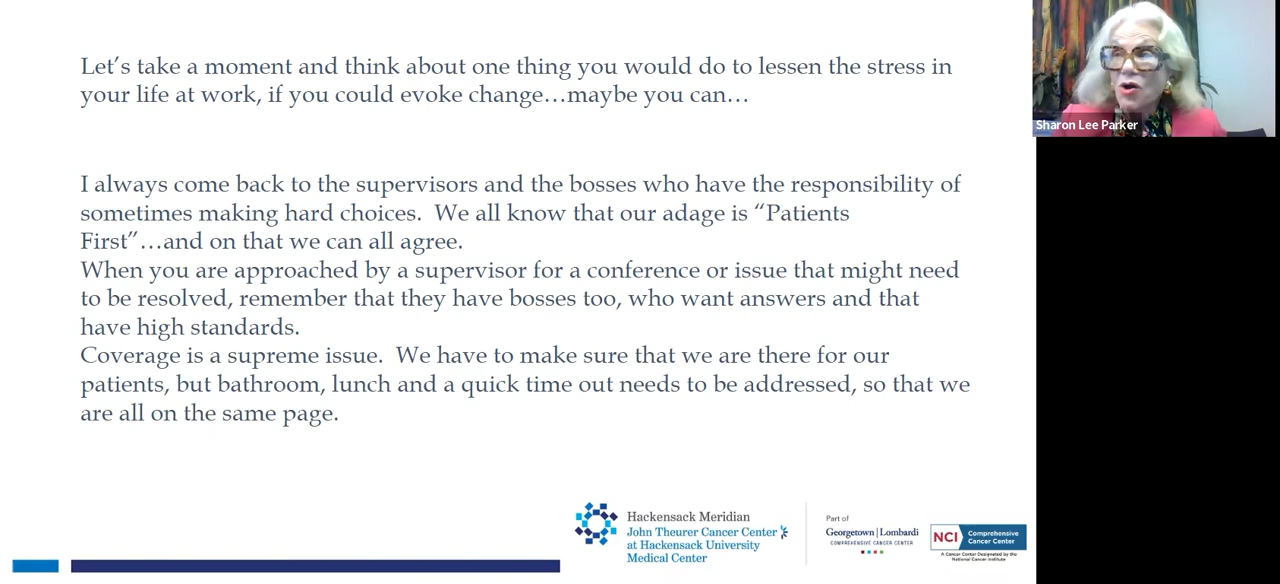 Let's take a moment and think about one thing you would do to lessen the stress in
your life at work, if you could evoke change…maybe you can…
I always come back to the supervisors and the bosses who have the responsibility of
sometimes making hard choices.  We all know that our adage is “Patients
First”…and on that we can all agree.
When you are approached by a supervisor for a conference or issue that might need
to be resolved, remember that they have bosses too, who want answers and that
have high standards.
Coverage is a supreme issue.  We have to make sure that we are there for our
patients, but bathroom, lunch and a quick time out needs to be addressed, so that we
are all on the same page.
Sharon Lee Parker
Hackensack Meridian
John Theurer Cancer Center
at Hackensack University
Medical Center
Part of
Georgetown | Lombardi
COMPREHENSIVE CANCER CENTER
NCI
Comprehensive
Cancer Center
A Cancer Center Designated by the
National Cancer Institute